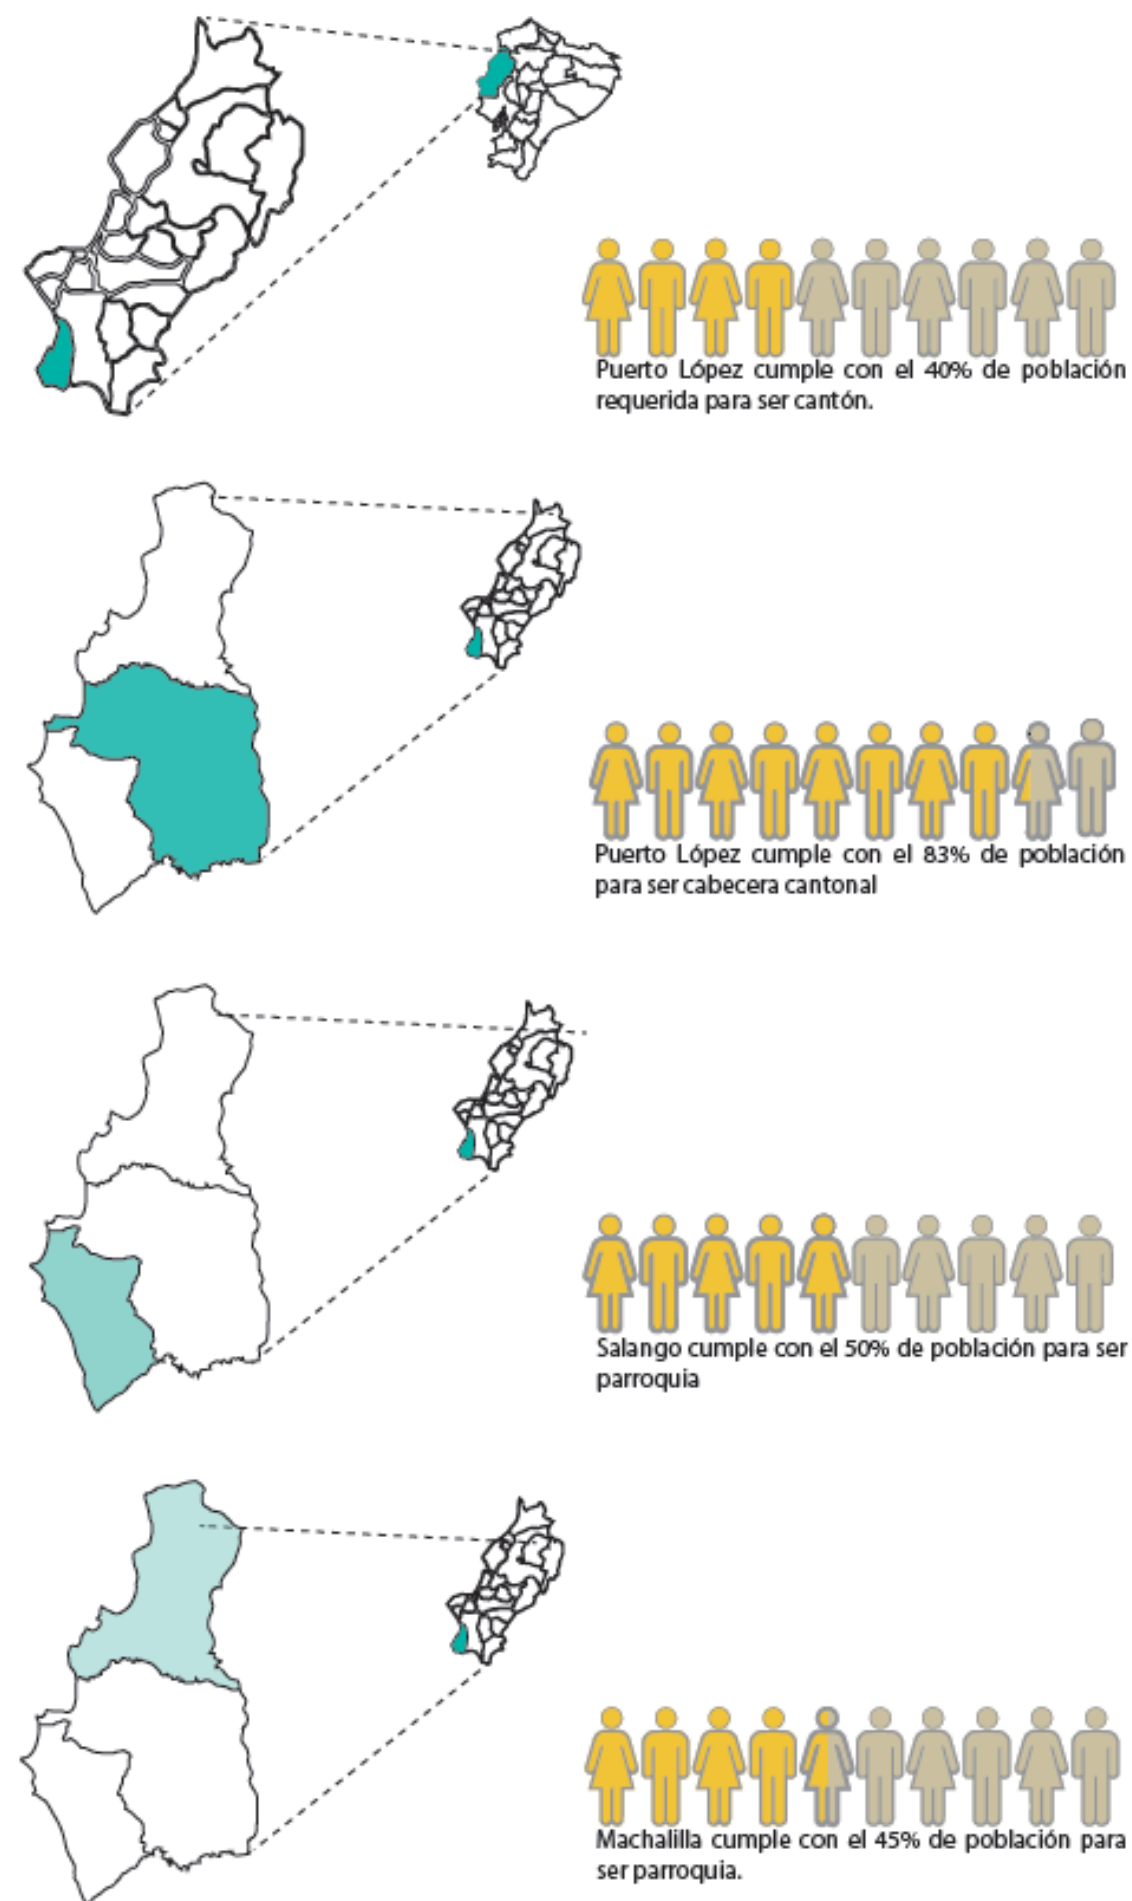 Puerto López cumple con el 40% de población
requerida para ser cantón.
Puerto López cumple con el 83% de población
para ser cabecera cantonal
Salango cumple con el 50% de población para ser
parroquia
Machalilla cumple con el 45% de población para
ser parroquia.